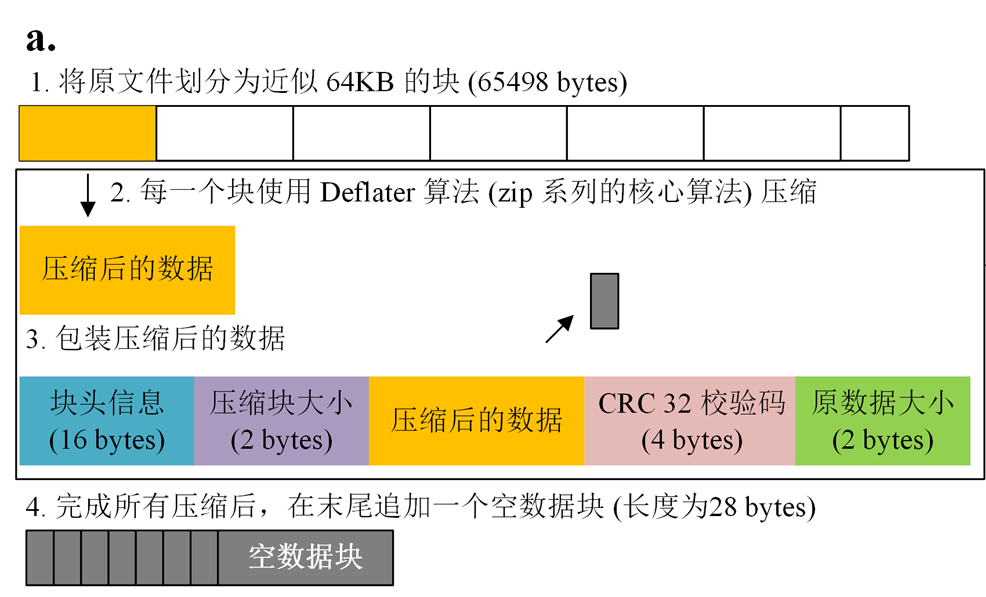 a.
1. 将原文件划分为近似 64KB 的块 (65498 bytes)
2. 每一个块使用 Deflater 算法 (zip 系列的核心算法) 压缩
压缩后的数据
3. 包装压缩后的数据
块头信息
(16 bytes)
压缩块大小
(2 bytes)
压缩后的数据
CRC 32 校验码
(4 bytes)
原数据大小
(2 bytes)
4. 完成所有压缩后，在末尾追加一个空数据块 (长度为28 bytes)
空数据块